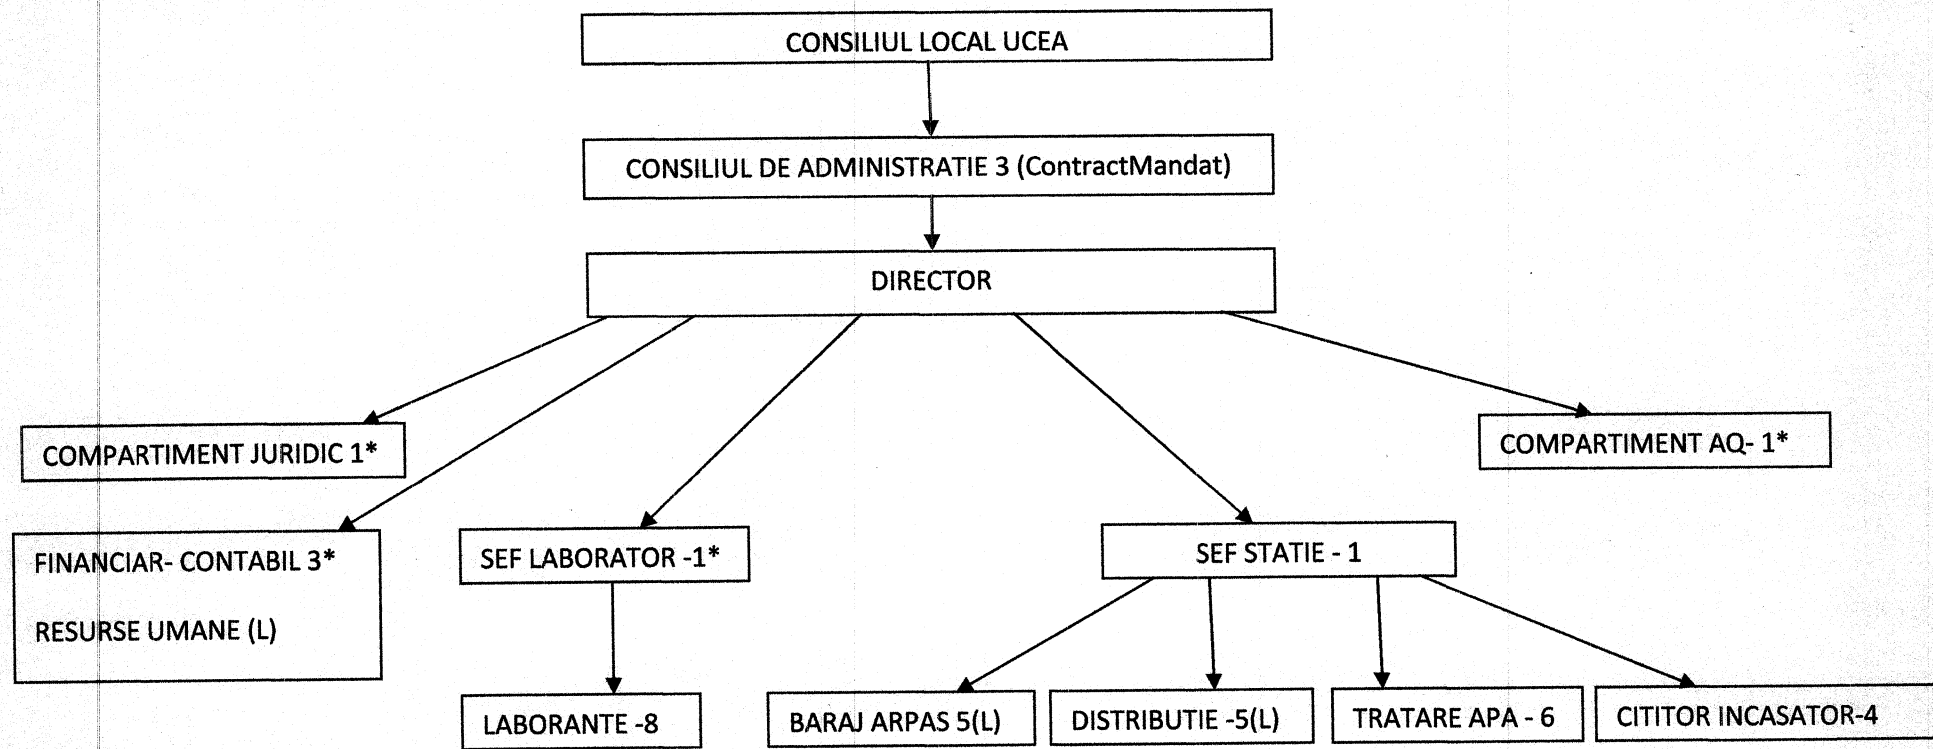 CONSILIUL LOCAL UCEA
CONSILIUL DE ADMINISTRATIE 3 (ContractMandat)
DIRECTOR
COMPARTIMENT JURIDIC 1*
COMPARTIMENT AQ- 1*
FINANCIAR- CONTABIL 3*
RESURSE UMANE (L)
SEF LABORATOR -1*
SEF STATIE - 1
LABORANTE -8
BARAJ ARPAS 5(L)
DISTRIBUTIE -5(L)
TRATARE APA - 6
CITITOR INCASATOR-4